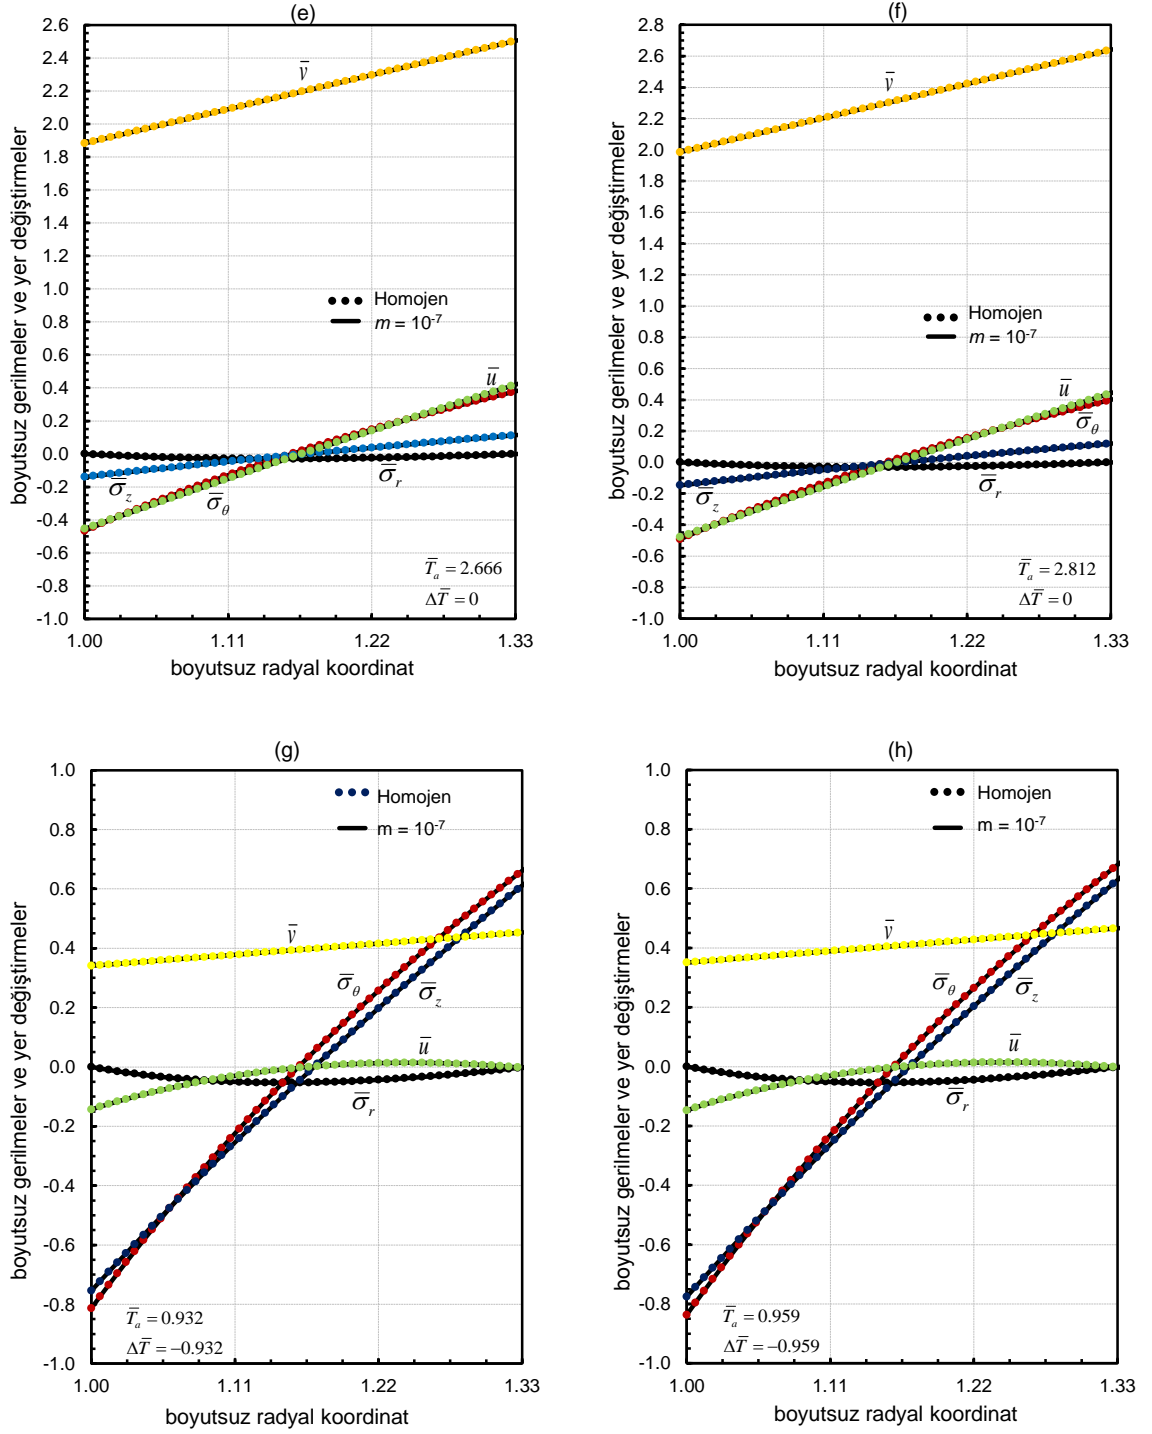 (e)
2.6
2.4
2.2
2.0
1.8
1.6
1.4
1.2
1.0
0.8
0.6
0.4
0.2
0.0
-0.2
-0.4
-0.6
-0.8
-1.0
boyutsuz gerilmeler ve yer değiştirmeler
v̅
Homojen
m = 10⁻⁷
u̅
σ̅z
σ̅θ
σ̅r
T̅a = 2.666
ΔT̅ = 0
1.00 1.11 1.22 1.33
boyutsuz radyal koordinat
(f)
2.8
2.6
2.4
2.2
2.0
1.8
1.6
1.4
1.2
1.0
0.8
0.6
0.4
0.2
0.0
-0.2
-0.4
-0.6
-0.8
-1.0
boyutsuz gerilmeler ve yer değiştirmeler
v̅
Homojen
m = 10⁻⁷
u̅
σ̅θ
σ̅z
σ̅r
T̅a = 2.812
ΔT̅ = 0
1.00 1.11 1.22 1.33
boyutsuz radyal koordinat
(g)
1.0
0.8
0.6
0.4
0.2
0.0
-0.2
-0.4
-0.6
-0.8
-1.0
boyutsuz gerilmeler ve yer değiştirmeler
Homojen
m = 10⁻⁷
v̅
σ̅θ
σ̅z
u̅
σ̅r
T̅a = 0.932
ΔT̅ = −0.932
1.00 1.11 1.22 1.33
boyutsuz radyal koordinat
(h)
1.0
0.8
0.6
0.4
0.2
0.0
-0.2
-0.4
-0.6
-0.8
-1.0
boyutsuz gerilmeler ve yer değiştirmeler
Homojen
m = 10⁻⁷
v̅
σ̅θ
σ̅z
u̅
σ̅r
T̅a = 0.959
ΔT̅ = −0.959
1.00 1.11 1.22 1.33
boyutsuz radyal koordinat